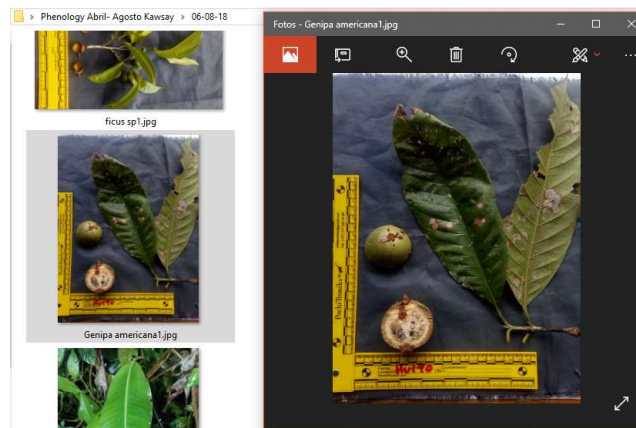 Phenology Abril- Agosto Kawsay > 06-08-18
Fotos - Genipa americana1.jpg
ficus sp1.jpg
Genipa americana1.jpg
Huito
Huito